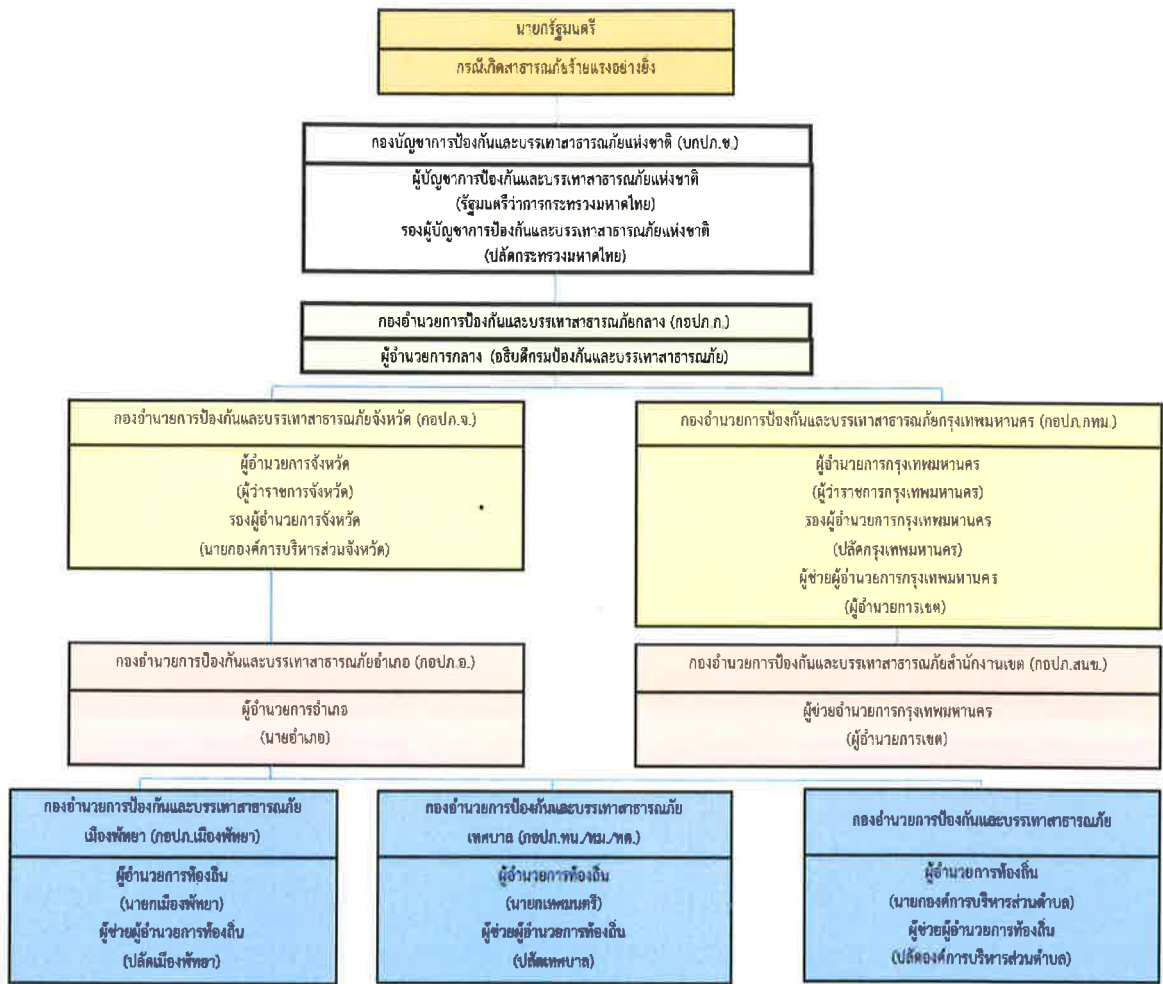 นายกรัฐมนตรี
กรณีเกิดสาธารณภัยร้ายแรงอย่างยิ่ง
กองบัญชาการป้องกันและบรรเทาสาธารณภัยแห่งชาติ (บกปภ.ช.)
ผู้บัญชาการป้องกันและบรรเทาสาธารณภัยแห่งชาติ
(รัฐมนตรีว่าการกระทรวงมหาดไทย)
รองผู้บัญชาการป้องกันและบรรเทาสาธารณภัยแห่งชาติ
(ปลัดกระทรวงมหาดไทย)
กองอำนวยการป้องกันและบรรเทาสาธารณภัยกลาง (กอปภ.ก.)
ผู้อำนวยการกลาง (อธิบดีกรมป้องกันและบรรเทาสาธารณภัย)
กองอำนวยการป้องกันและบรรเทาสาธารณภัยจังหวัด (กอปภ.จ.)
ผู้อำนวยการจังหวัด
(ผู้ว่าราชการจังหวัด)
รองผู้อำนวยการจังหวัด
(นายกองค์การบริหารส่วนจังหวัด)
กองอำนวยการป้องกันและบรรเทาสาธารณภัยกรุงเทพมหานคร (กอปภ.กทม.)
ผู้อำนวยการกรุงเทพมหานคร
(ผู้ว่าราชการกรุงเทพมหานคร)
รองผู้อำนวยการกรุงเทพมหานคร
(ปลัดกรุงเทพมหานคร)
ผู้ช่วยผู้อำนวยการกรุงเทพมหานคร
(ผู้อำนวยการเขต)
กองอำนวยการป้องกันและบรรเทาสาธารณภัยอำเภอ (กอปภ.อ.)
ผู้อำนวยการอำเภอ
(นายอำเภอ)
กองอำนวยการป้องกันและบรรเทาสาธารณภัยสำนักงานเขต (กอปภ.สนข.)
ผู้ช่วยอำนวยการกรุงเทพมหานคร
(ผู้อำนวยการเขต)
กองอำนวยการป้องกันและบรรเทาสาธารณภัย
เมืองพัทยา (กอปภ.เมืองพัทยา)
ผู้อำนวยการท้องถิ่น
(นายกเมืองพัทยา)
ผู้ช่วยผู้อำนวยการท้องถิ่น
(ปลัดเมืองพัทยา)
กองอำนวยการป้องกันและบรรเทาสาธารณภัย
เทศบาล (กอปภ.ทน./ทม./ทต.)
ผู้อำนวยการท้องถิ่น
(นายกเทศมนตรี)
ผู้ช่วยผู้อำนวยการท้องถิ่น
(ปลัดเทศบาล)
กองอำนวยการป้องกันและบรรเทาสาธารณภัย
ผู้อำนวยการท้องถิ่น
(นายกองค์การบริหารส่วนตำบล)
ผู้ช่วยผู้อำนวยการท้องถิ่น
(ปลัดองค์การบริหารส่วนตำบล)